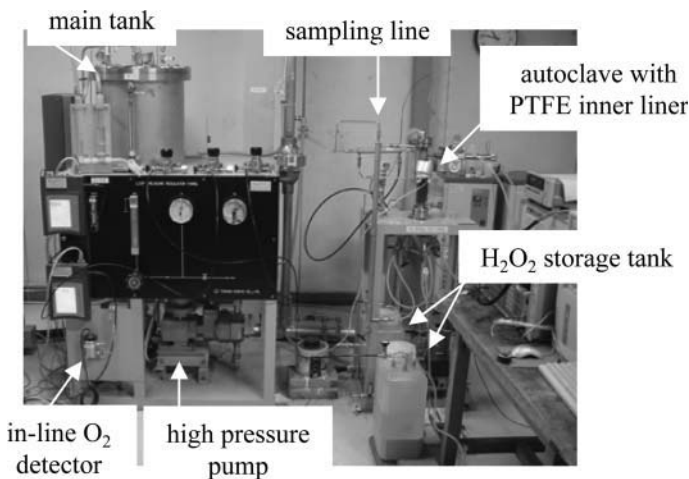 main tank
sampling line
autoclave with
PTFE inner liner
H₂O₂ storage tank
in-line O₂
detector
high pressure
pump